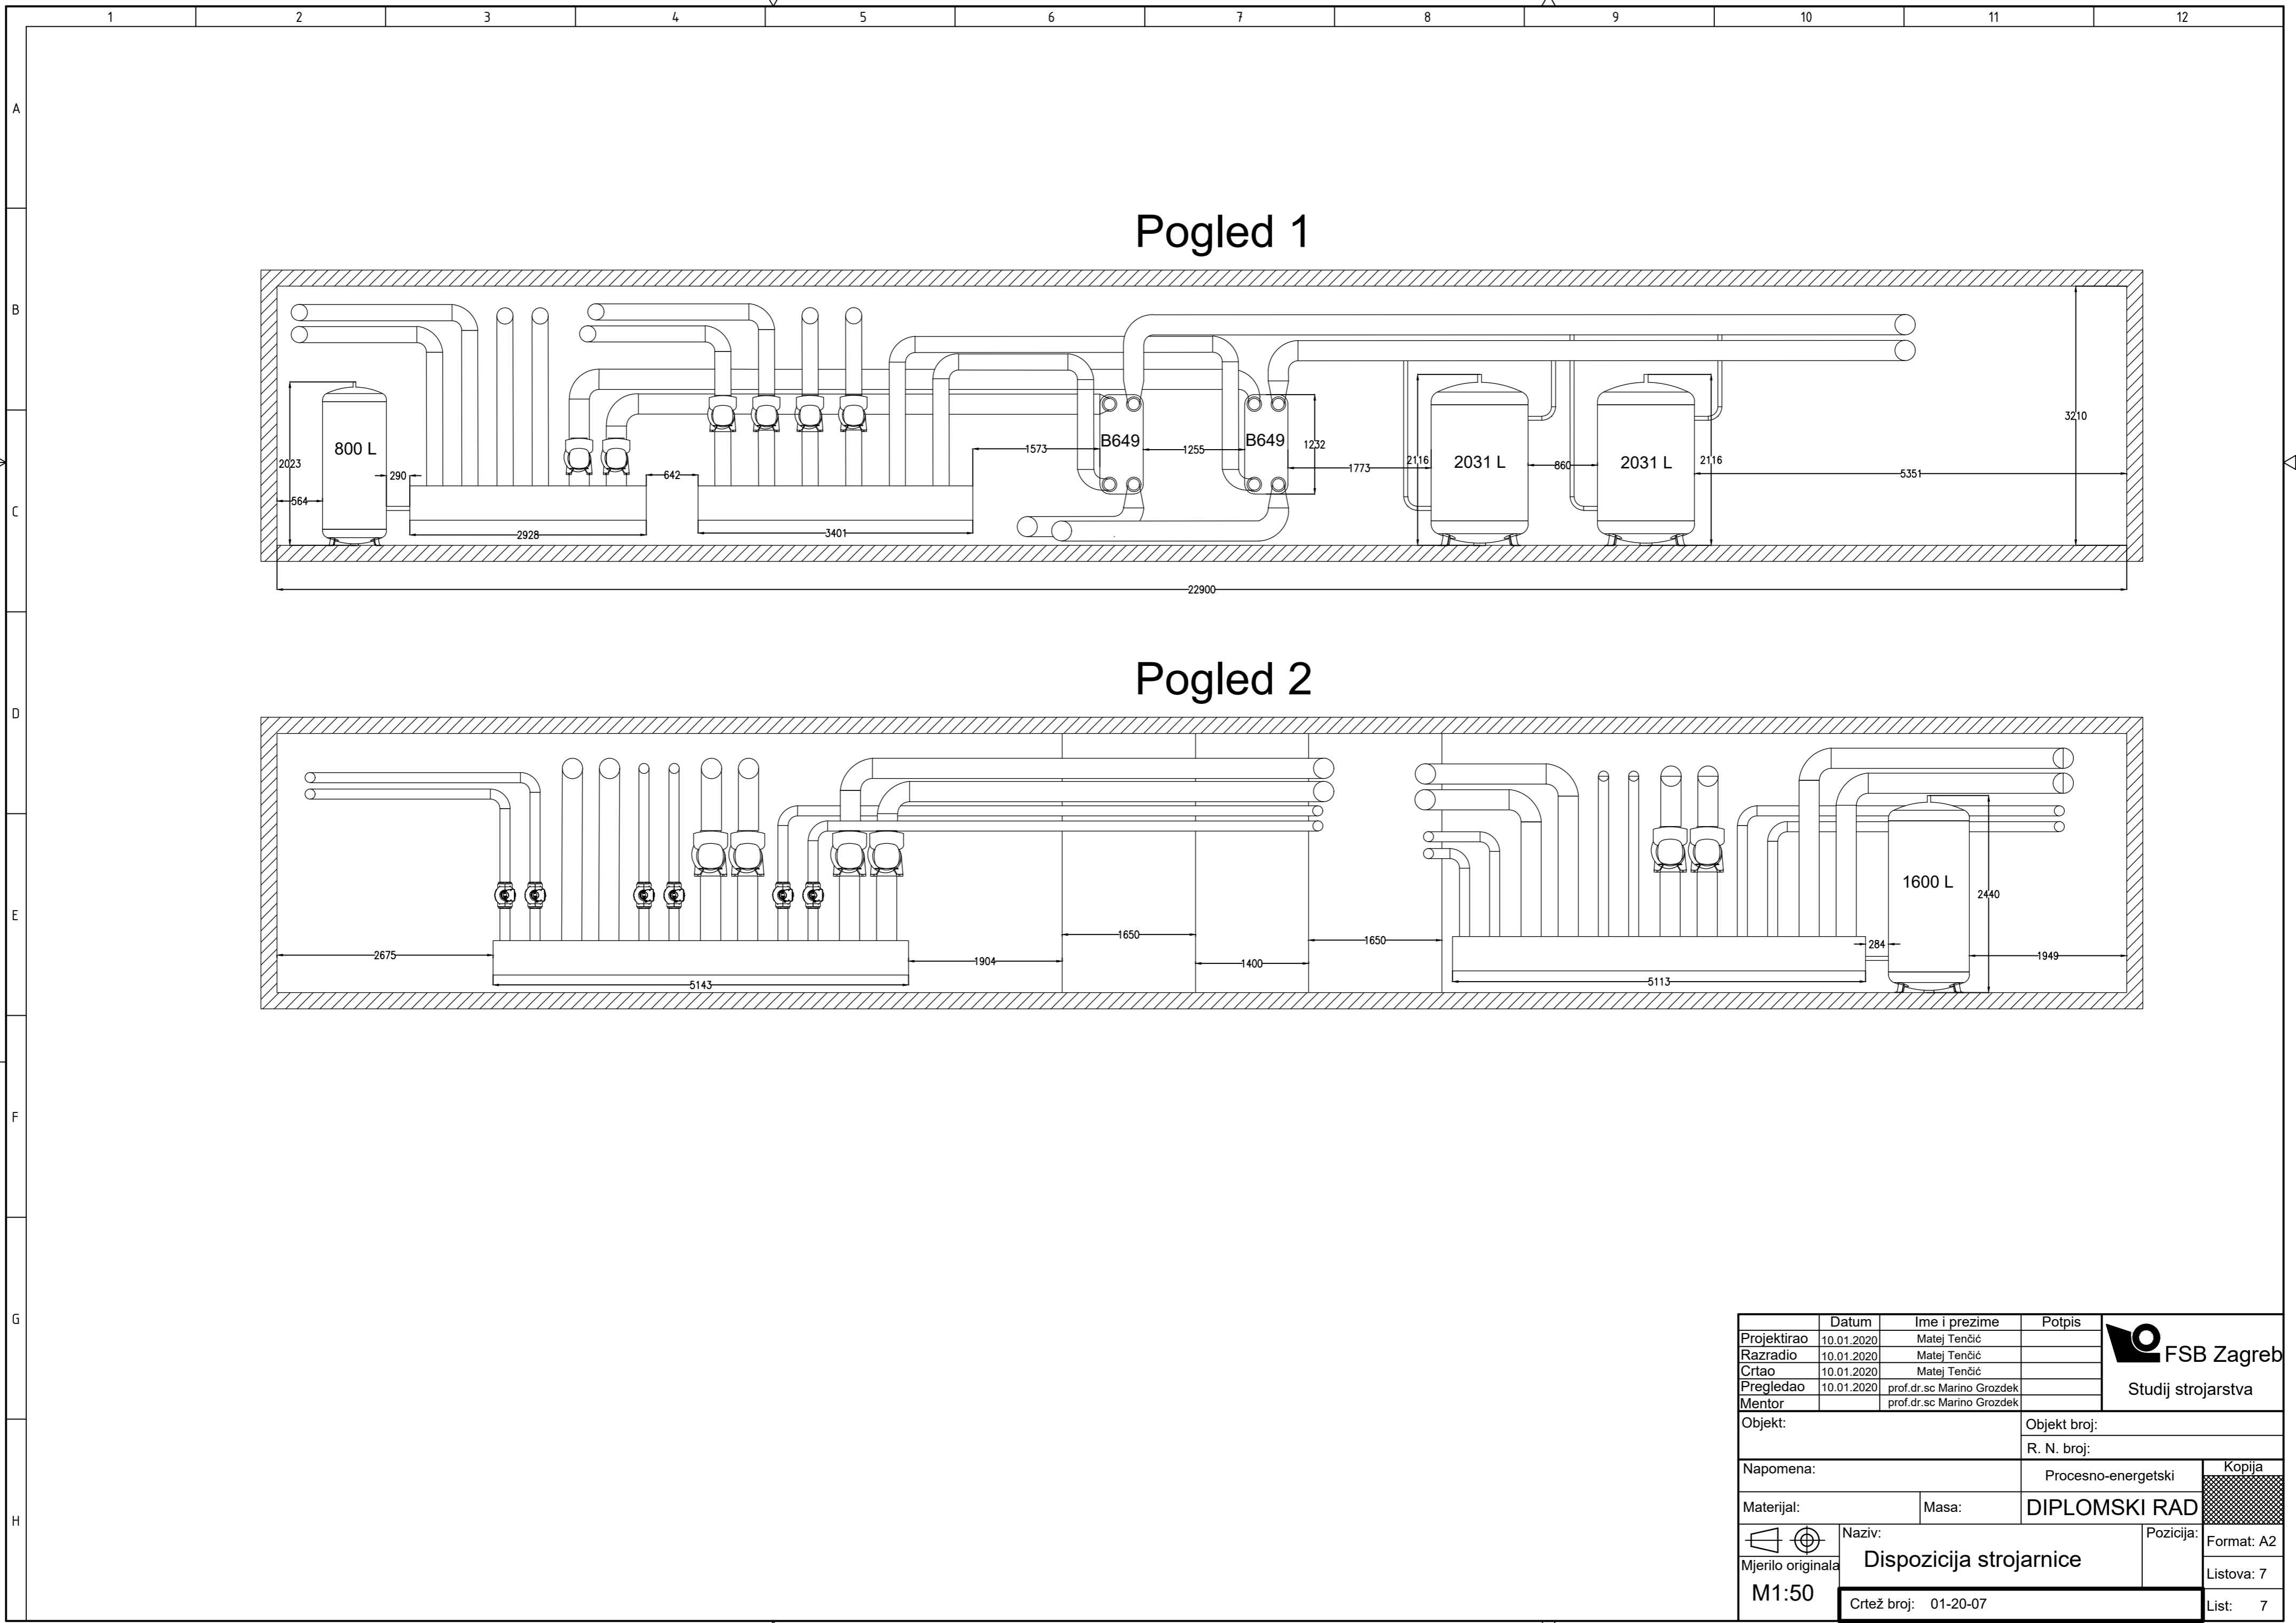 1 2 3 4 5 6 7 8 9 10 11 12
A
B
C
D
E
F
G
H
Pogled 1
800 L
2023
564
290
2928
642
3401
1573
B649
1255
B649
1232
1773
2116
2031 L
860
2031 L
2116
5351
3210
22900
Pogled 2
2675
5143
1904
1650
1400
1650
5113
284
1600 L
2440
1949
Datum Ime i prezime Potpis
Projektirao 10.01.2020 Matej Tenčić
Razradio 10.01.2020 Matej Tenčić
Crtao 10.01.2020 Matej Tenčić
Pregledao 10.01.2020 prof.dr.sc Marino Grozdek
Mentor prof.dr.sc Marino Grozdek
FSB Zagreb
Studij strojarstva
Objekt:
Objekt broj:
R. N. broj:
Napomena:
Procesno-energetski
Kopija
Materijal:
Masa:
DIPLOMSKI RAD
Naziv:
Dispozicija strojarnice
Pozicija:
Format: A2
Mjerilo originala
M1:50
Listova: 7
Crtež broj: 01-20-07
List: 7